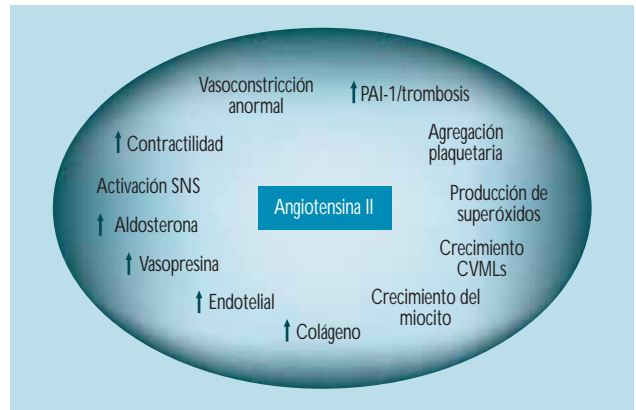 Vasoconstricción
anormal
↑ PAI-1/trombosis
↑ Contractilidad
Agregación
plaquetaria
Activación SNS
Angiotensina II
Producción de
superóxidos
↑ Aldosterona
Crecimiento
CVMLs
↑ Vasopresina
↑ Endotelial
Crecimiento del
miocito
↑ Colágeno